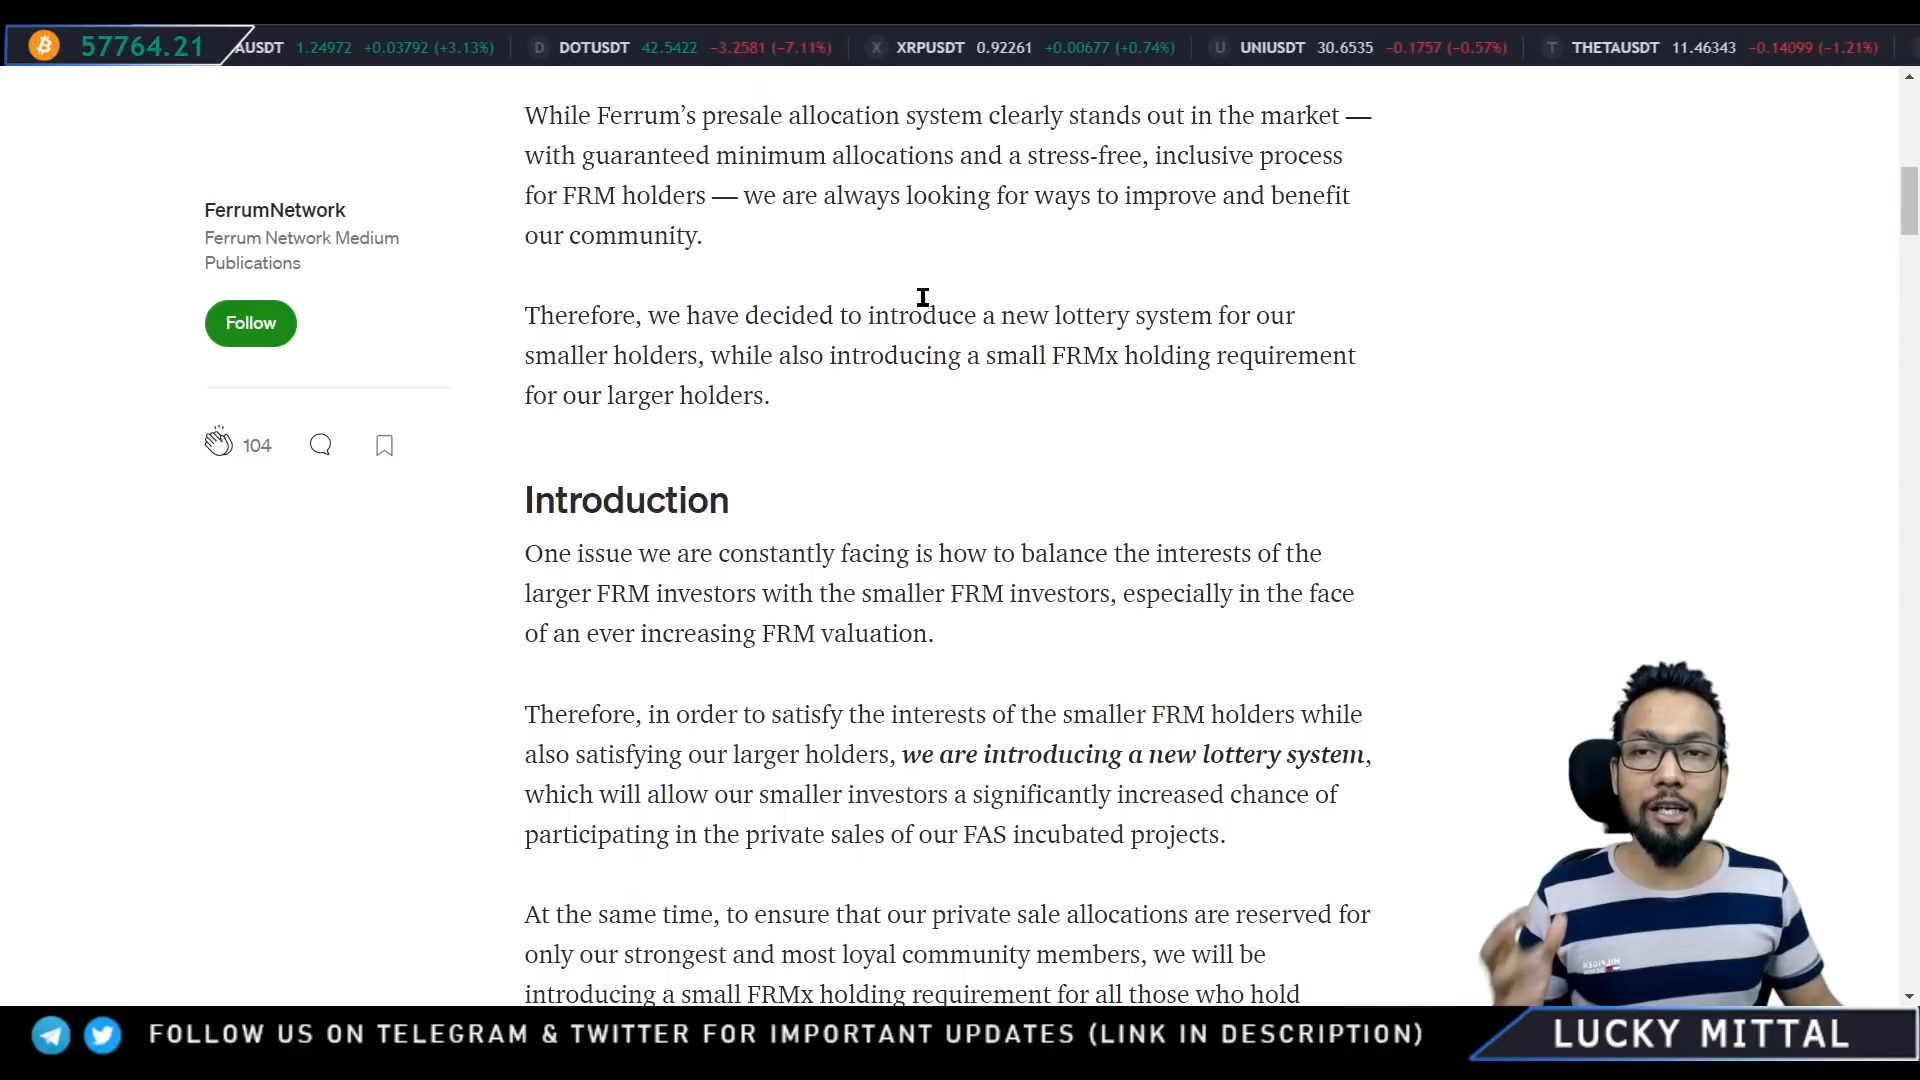 57764.21
AUSDT 1.24972 +0.03792 (+3.13%) D DOTUSDT 42.5422 −3.2581 (−7.11%) X XRPUSDT 0.92261 +0.00677 (+0.74%) U UNIUSDT 30.6535 −0.1757 (−0.57%) T THETAUSDT 11.46343 −0.14099 (−1.21%)
While Ferrum’s presale allocation system clearly stands out in the market —
with guaranteed minimum allocations and a stress-free, inclusive process
for FRM holders — we are always looking for ways to improve and benefit
our community.
FerrumNetwork
Ferrum Network Medium
Publications
Follow
104
Therefore, we have decided to introduce a new lottery system for our
smaller holders, while also introducing a small FRMx holding requirement
for our larger holders.
Introduction
One issue we are constantly facing is how to balance the interests of the
larger FRM investors with the smaller FRM investors, especially in the face
of an ever increasing FRM valuation.
Therefore, in order to satisfy the interests of the smaller FRM holders while
also satisfying our larger holders, we are introducing a new lottery system,
which will allow our smaller investors a significantly increased chance of
participating in the private sales of our FAS incubated projects.
At the same time, to ensure that our private sale allocations are reserved for
only our strongest and most loyal community members, we will be
introducing a small FRMx holding requirement for all those who hold
FOLLOW US ON TELEGRAM & TWITTER FOR IMPORTANT UPDATES (LINK IN DESCRIPTION)
LUCKY MITTAL